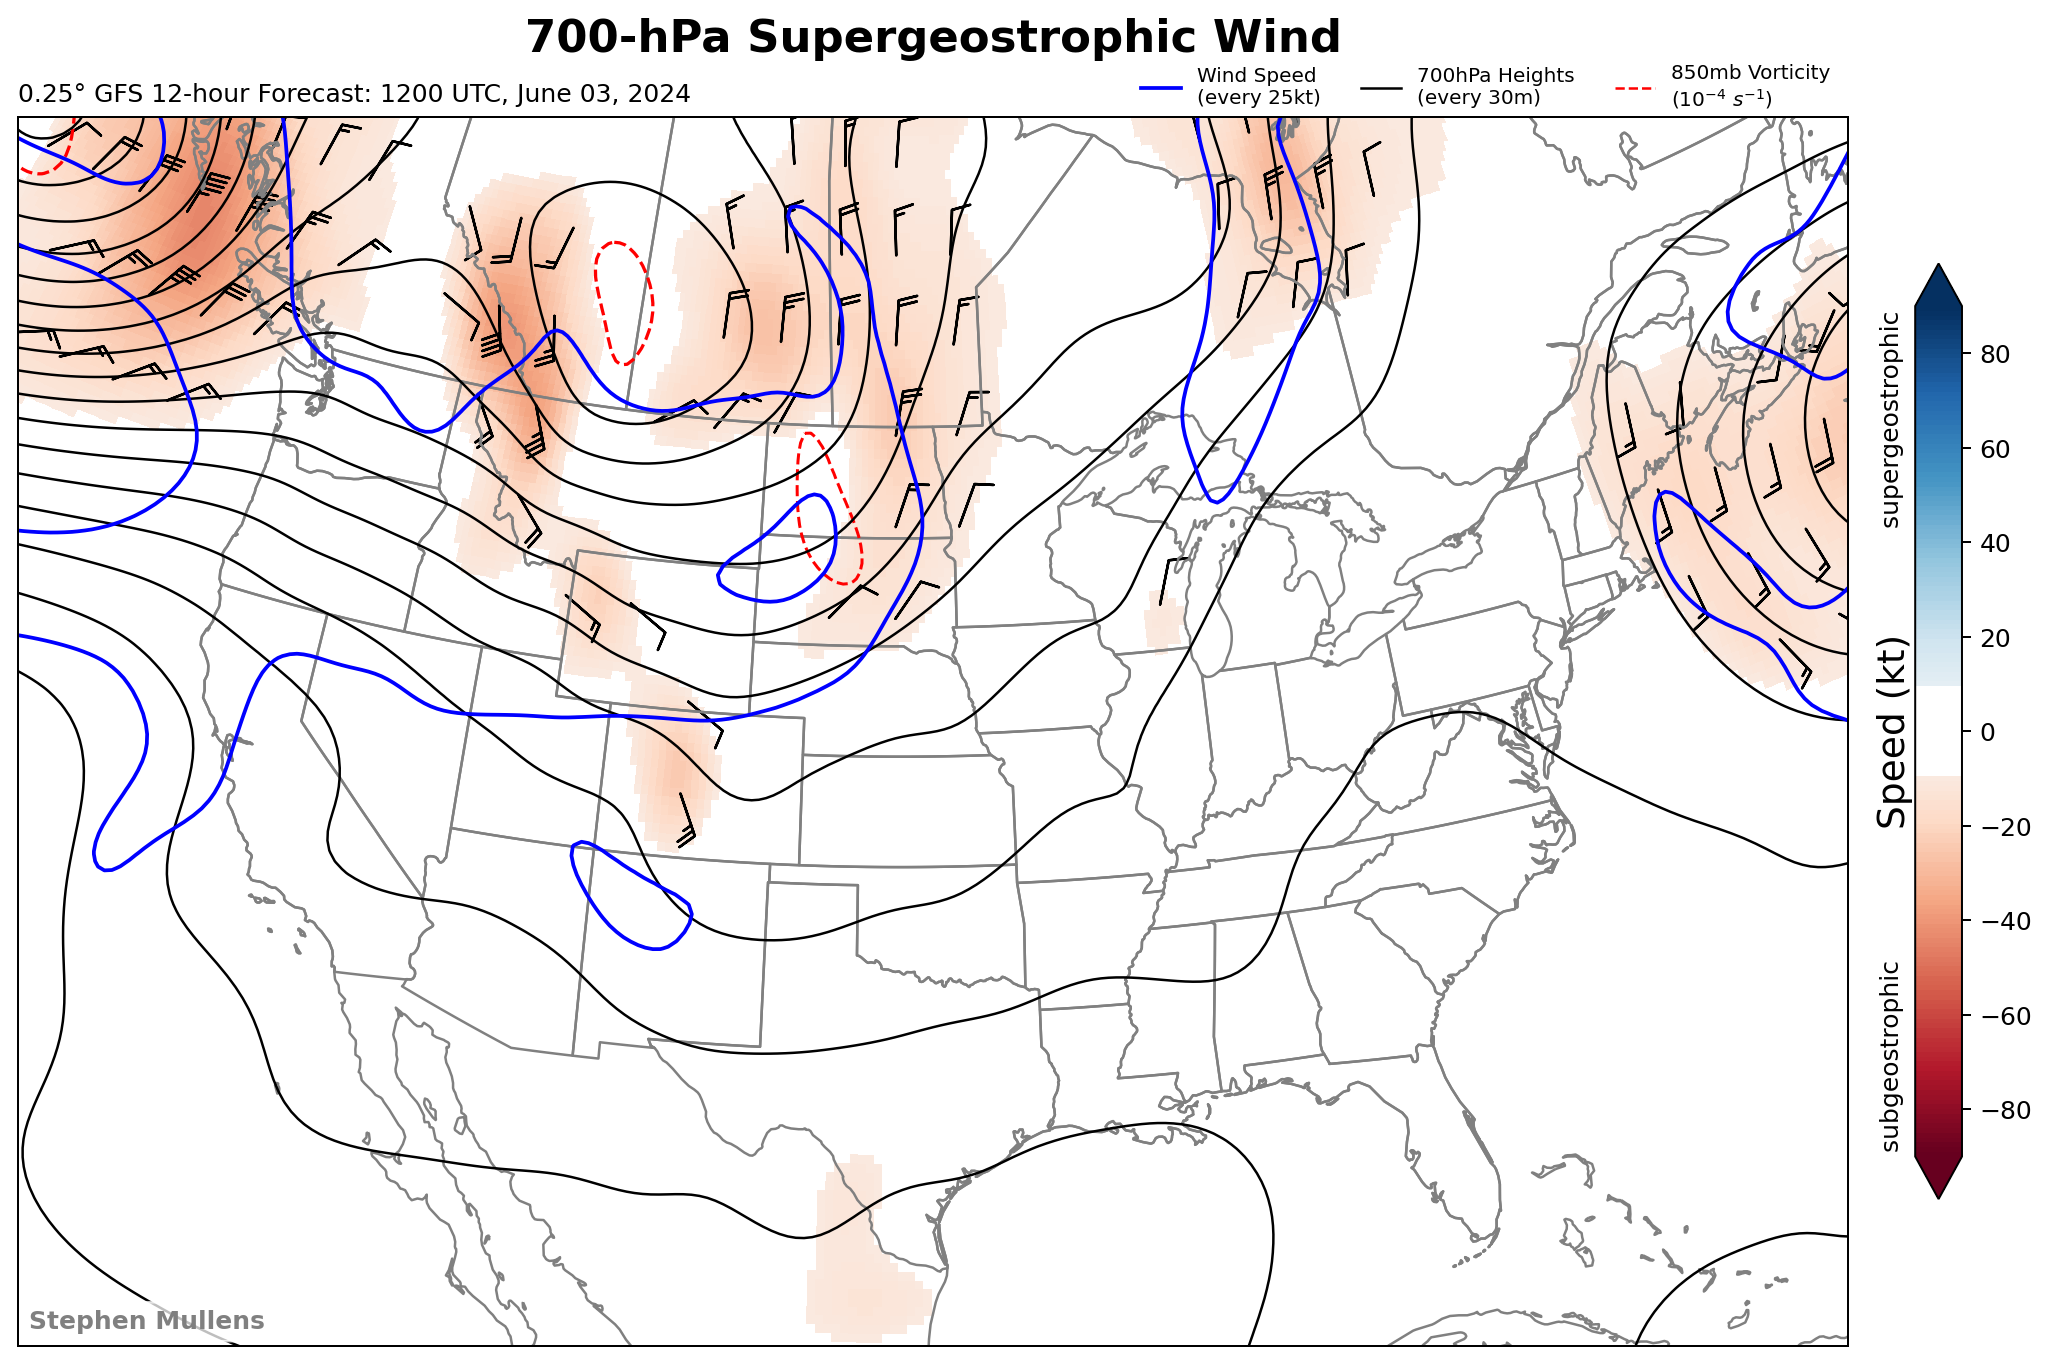 700-hPa Supergeostrophic Wind
0.25° GFS 12-hour Forecast: 1200 UTC, June 03, 2024
Wind Speed
(every 25kt)
700hPa Heights
(every 30m)
850mb Vorticity
(10⁻⁴ s⁻¹)
supergeostrophic
Speed (kt)
subgeostrophic
80
60
40
20
0
−20
−40
−60
−80
Stephen Mullens